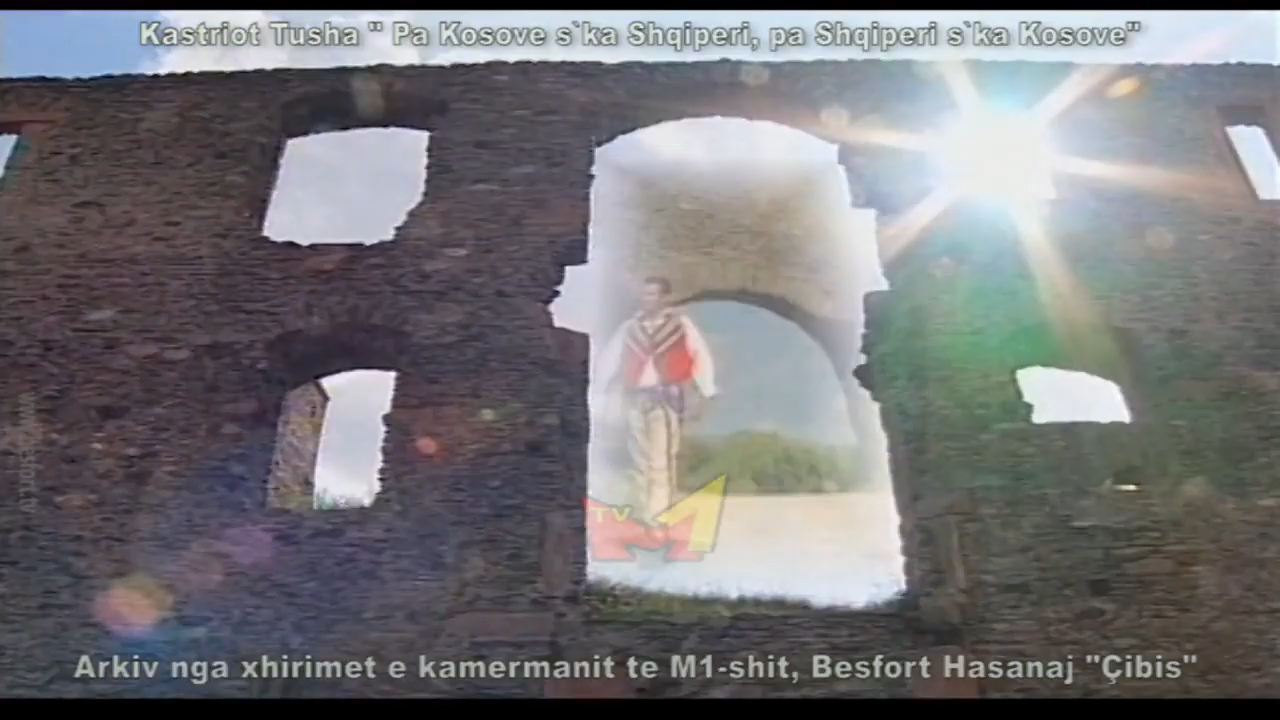 Kastriot Tusha " Pa Kosove s`ka Shqiperi, pa Shqiperi s`ka Kosove"
TV M1
Arkiv nga xhirimet e kamermanit te M1-shit, Besfort Hasanaj "Çibis"